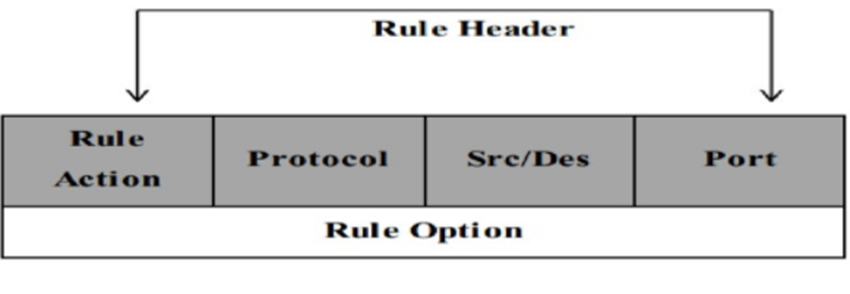 Rule Header
Rule
Action
Protocol
Src/Des
Port
Rule Option